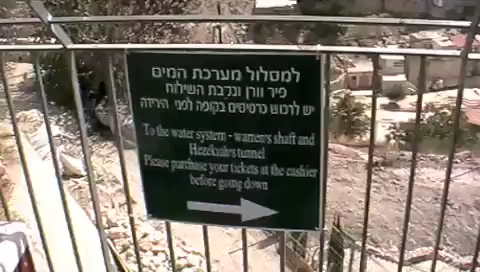 למסלול מערכת המים
פיר וורן ונקבת השילוח
יש לרכוש כרטיסים בקופה לפני הירידה
To the water system - warren's shaft and
Hezekiah's tunnel
Please purchase your tickets at the cashier
before going down